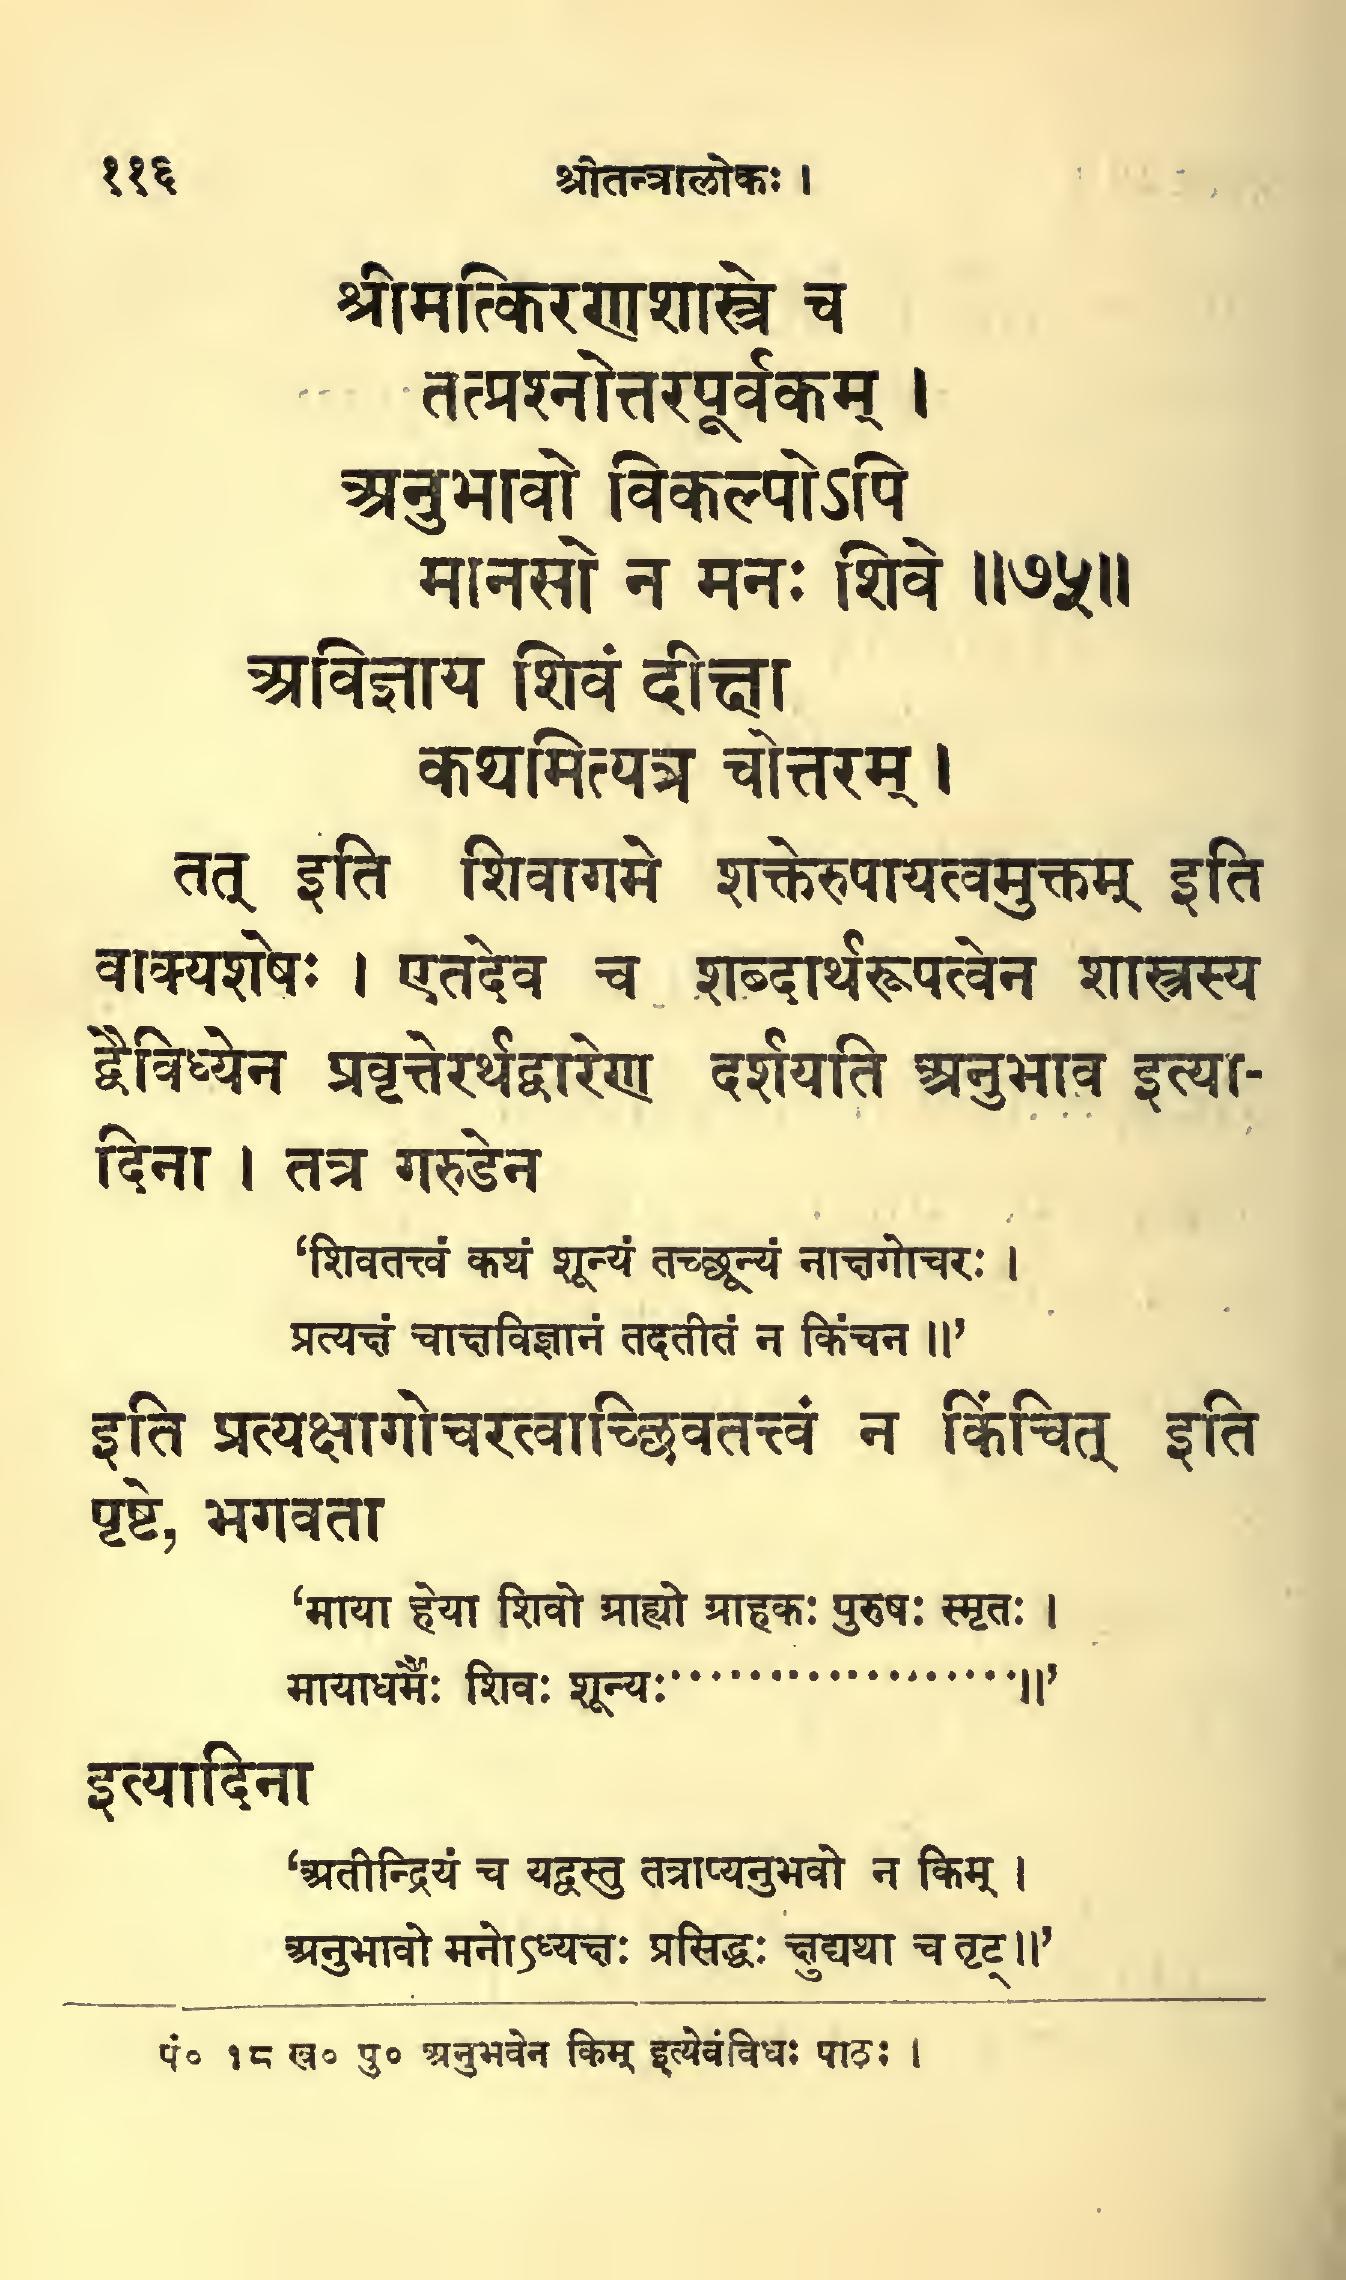 ११६
श्रीतन्त्रालोकः ।
श्रीमत्किरणशास्त्रे च
तत्प्रश्नोत्तरपूर्वकम् ।
अनुभावो विकल्पोऽपि
मानसो न मनः शिवे ॥७५॥
अविज्ञाय शिवं दीक्षा
कथमित्यत्र चोत्तरम् ।
तत् इति शिवागमे शक्तेरुपायत्वमुक्तम् इति
वाक्यशेषः । एतदेव च शब्दार्थरूपत्वेन शास्त्रस्य
द्वैविध्येन प्रवृत्तेरर्थद्वारेण दर्शयति अनुभाव इत्या-
दिना । तत्र गरुडेन
‘शिवतत्त्वं कथं शून्यं तच्छून्यं नाक्षगोचरः ।
प्रत्यक्षं चाक्षविज्ञानं तदतीतं न किंचन ॥’
इति प्रत्यक्षागोचरत्वाच्छिवतत्त्वं न किंचित् इति
पृष्टे, भगवता
‘माया हेया शिवो ग्राह्यो ग्राहकः पुरुषः स्मृतः ।
मायाधर्मैः शिवः शून्यः··················॥’
इत्यादिना
‘अतीन्द्रियं च यद्वस्तु तत्राप्यनुभवो न किम् ।
अनुभावो मनोऽध्यक्षः प्रसिद्धः क्षुद्यथा च तृट्॥’
पं० १८ ख० पु० अनुभवेन किम् इत्येवंविधः पाठः ।